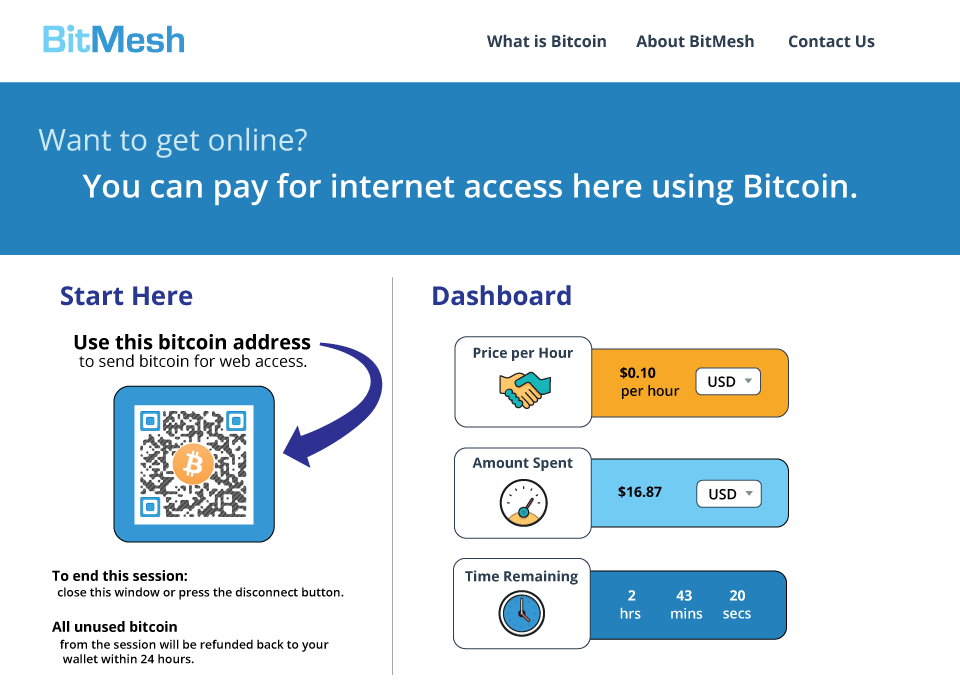 BitMesh
What is Bitcoin
About BitMesh
Contact Us
Want to get online?
You can pay for internet access here using Bitcoin.
Start Here
Use this bitcoin address
to send bitcoin for web access.
To end this session:
close this window or press the disconnect button.
All unused bitcoin
from the session will be refunded back to your
wallet within 24 hours.
Dashboard
Price per Hour
$0.10
per hour
USD
Amount Spent
$16.87
USD
Time Remaining
2 43 20
hrs mins secs